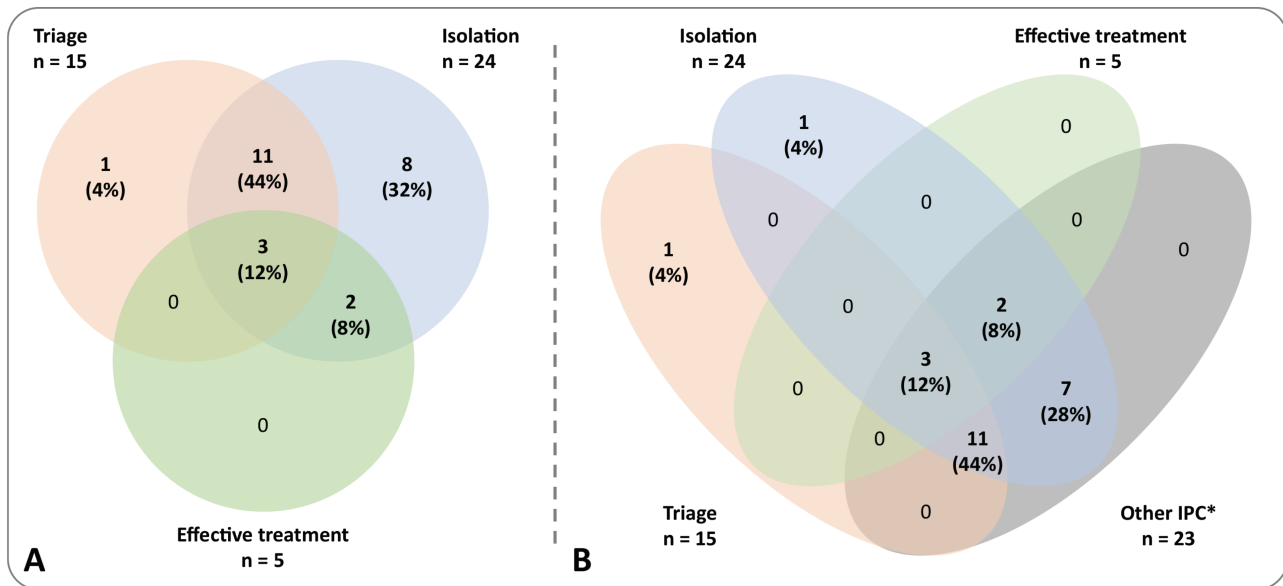 Triage
n = 15
Isolation
n = 24
1
(4%)
11
(44%)
8
(32%)
3
(12%)
0
2
(8%)
0
Effective treatment
n = 5
A
Isolation
n = 24
Effective treatment
n = 5
1
(4%)
0
0
0
0
1
(4%)
0
0
2
(8%)
3
(12%)
0
7
(28%)
0
11
(44%)
0
Triage
n = 15
Other IPC*
n = 23
B